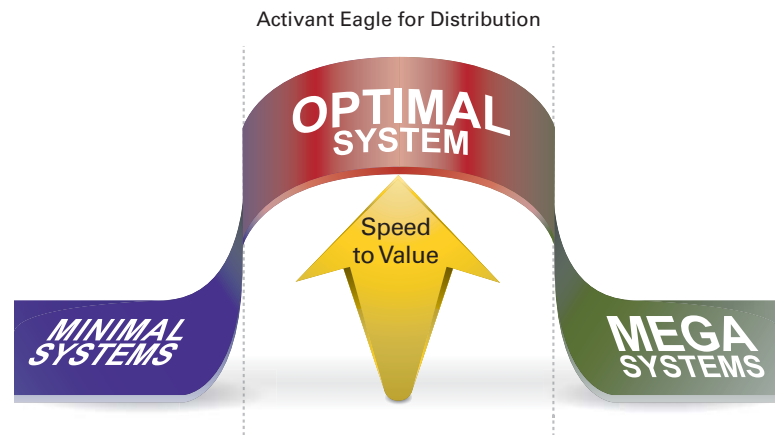 Activant Eagle for Distribution
OPTIMAL
SYSTEM
Speed
to Value
MINIMAL
SYSTEMS
MEGA
SYSTEMS